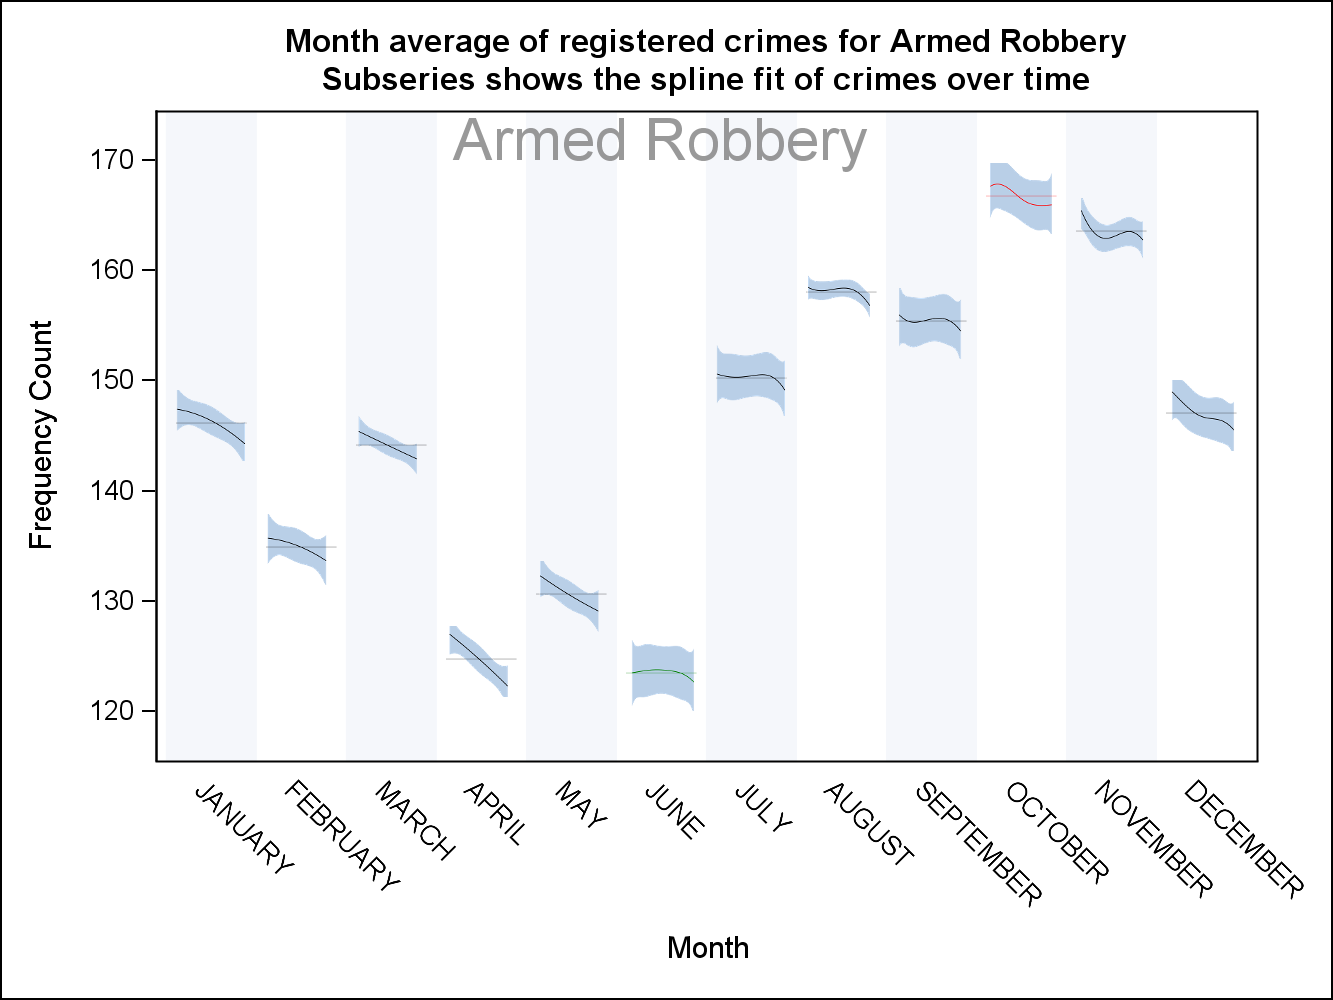 Month average of registered crimes for Armed Robbery
Subseries shows the spline fit of crimes over time
Armed Robbery
170
160
150
140
130
120
Frequency Count
JANUARY
FEBRUARY
MARCH
APRIL
MAY
JUNE
JULY
AUGUST
SEPTEMBER
OCTOBER
NOVEMBER
DECEMBER
Month